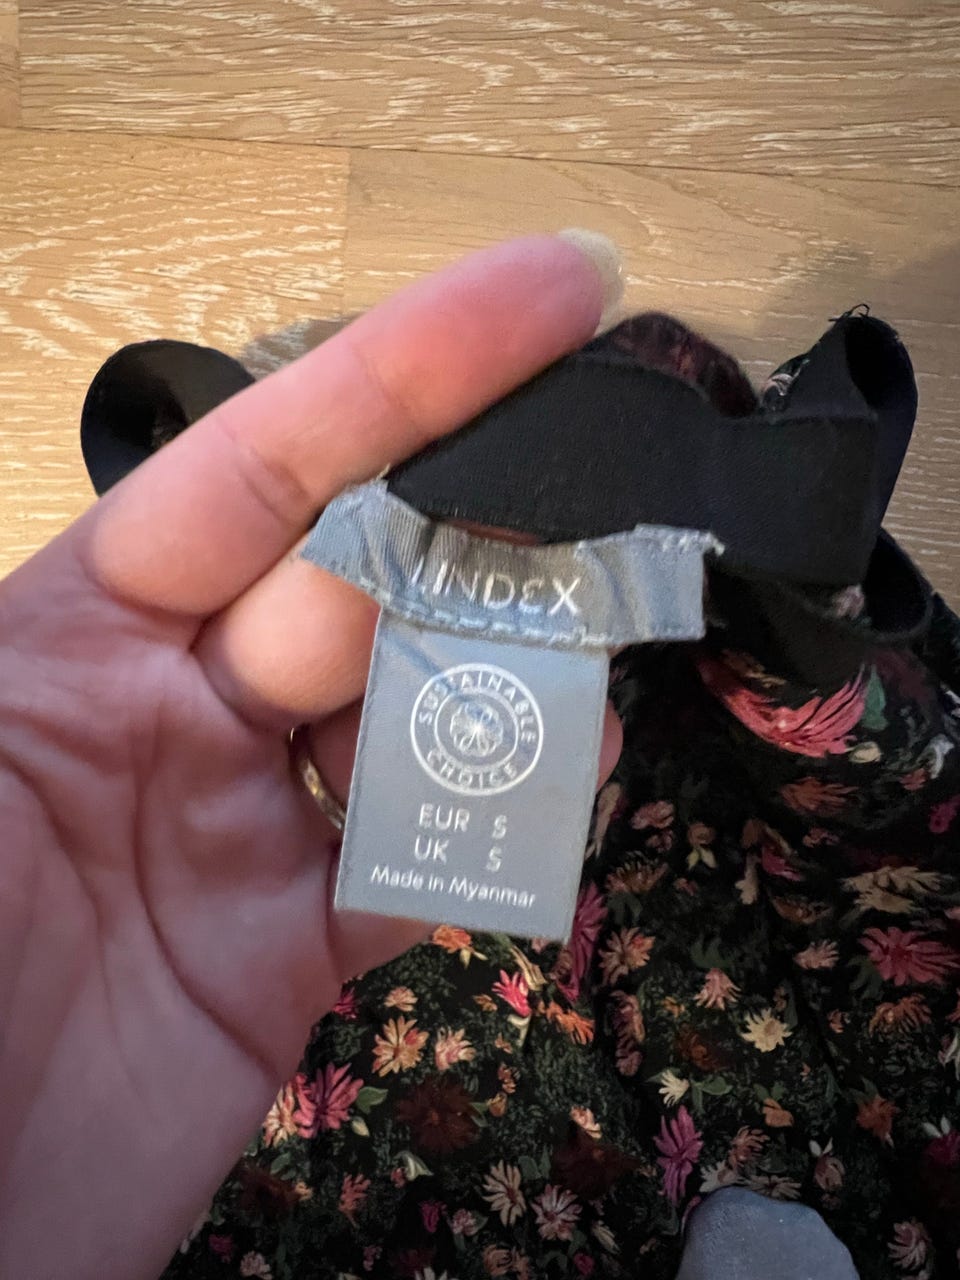 LINDEX
SUSTAINABLE
CHOICE
EUR S
UK S
Made in Myanmar